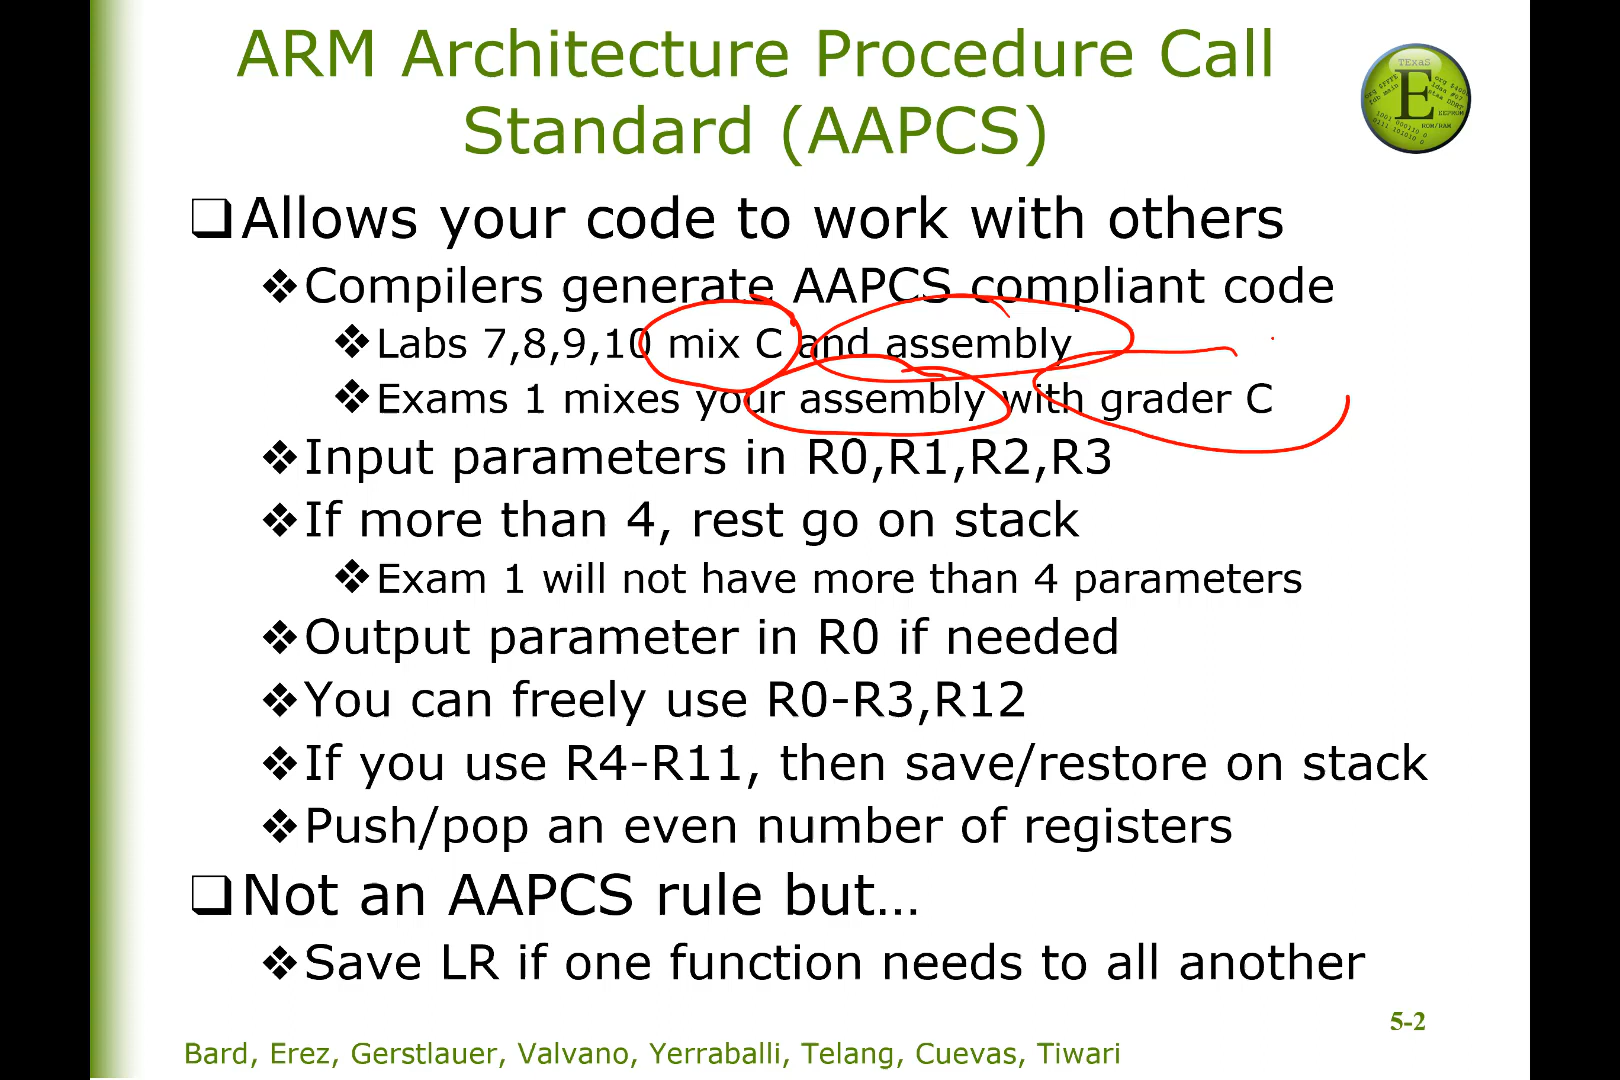 ARM Architecture Procedure Call
Standard (AAPCS)
TExaS
E
EEPROM
ROM/RAM
❑Allows your code to work with others
❖Compilers generate AAPCS compliant code
❖Labs 7,8,9,10 mix C and assembly
❖Exams 1 mixes your assembly with grader C
❖Input parameters in R0,R1,R2,R3
❖If more than 4, rest go on stack
❖Exam 1 will not have more than 4 parameters
❖Output parameter in R0 if needed
❖You can freely use R0-R3,R12
❖If you use R4-R11, then save/restore on stack
❖Push/pop an even number of registers
❑Not an AAPCS rule but…
❖Save LR if one function needs to all another
5-2
Bard, Erez, Gerstlauer, Valvano, Yerraballi, Telang, Cuevas, Tiwari